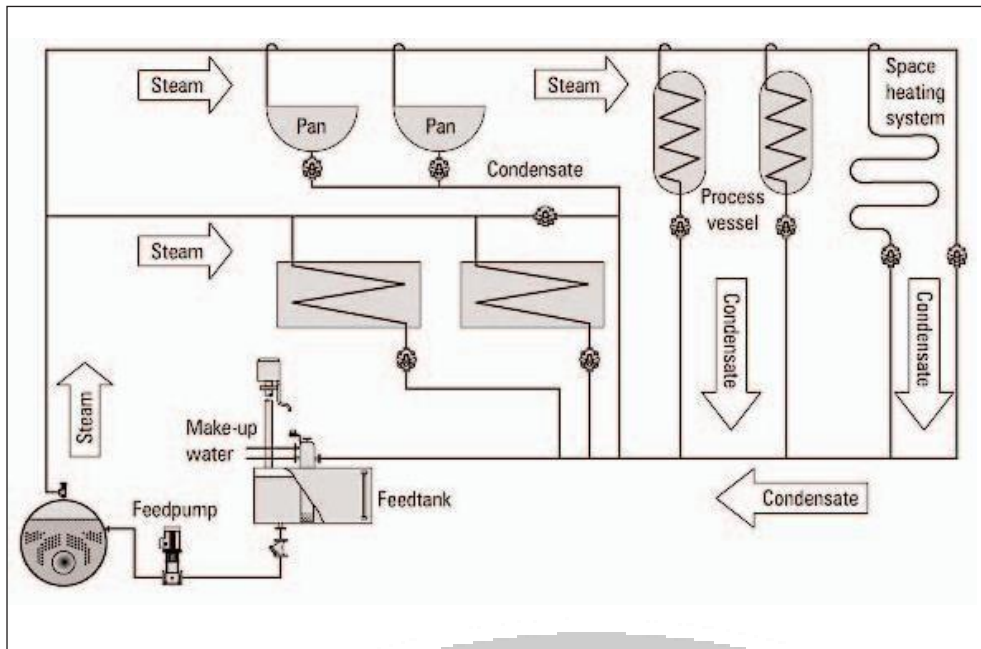 Steam
Pan
Pan
Steam
Space
heating
system
Condensate
Process
vessel
Steam
Condensate
Condensate
Steam
Make-up
water
Feedtank
Condensate
Feedpump